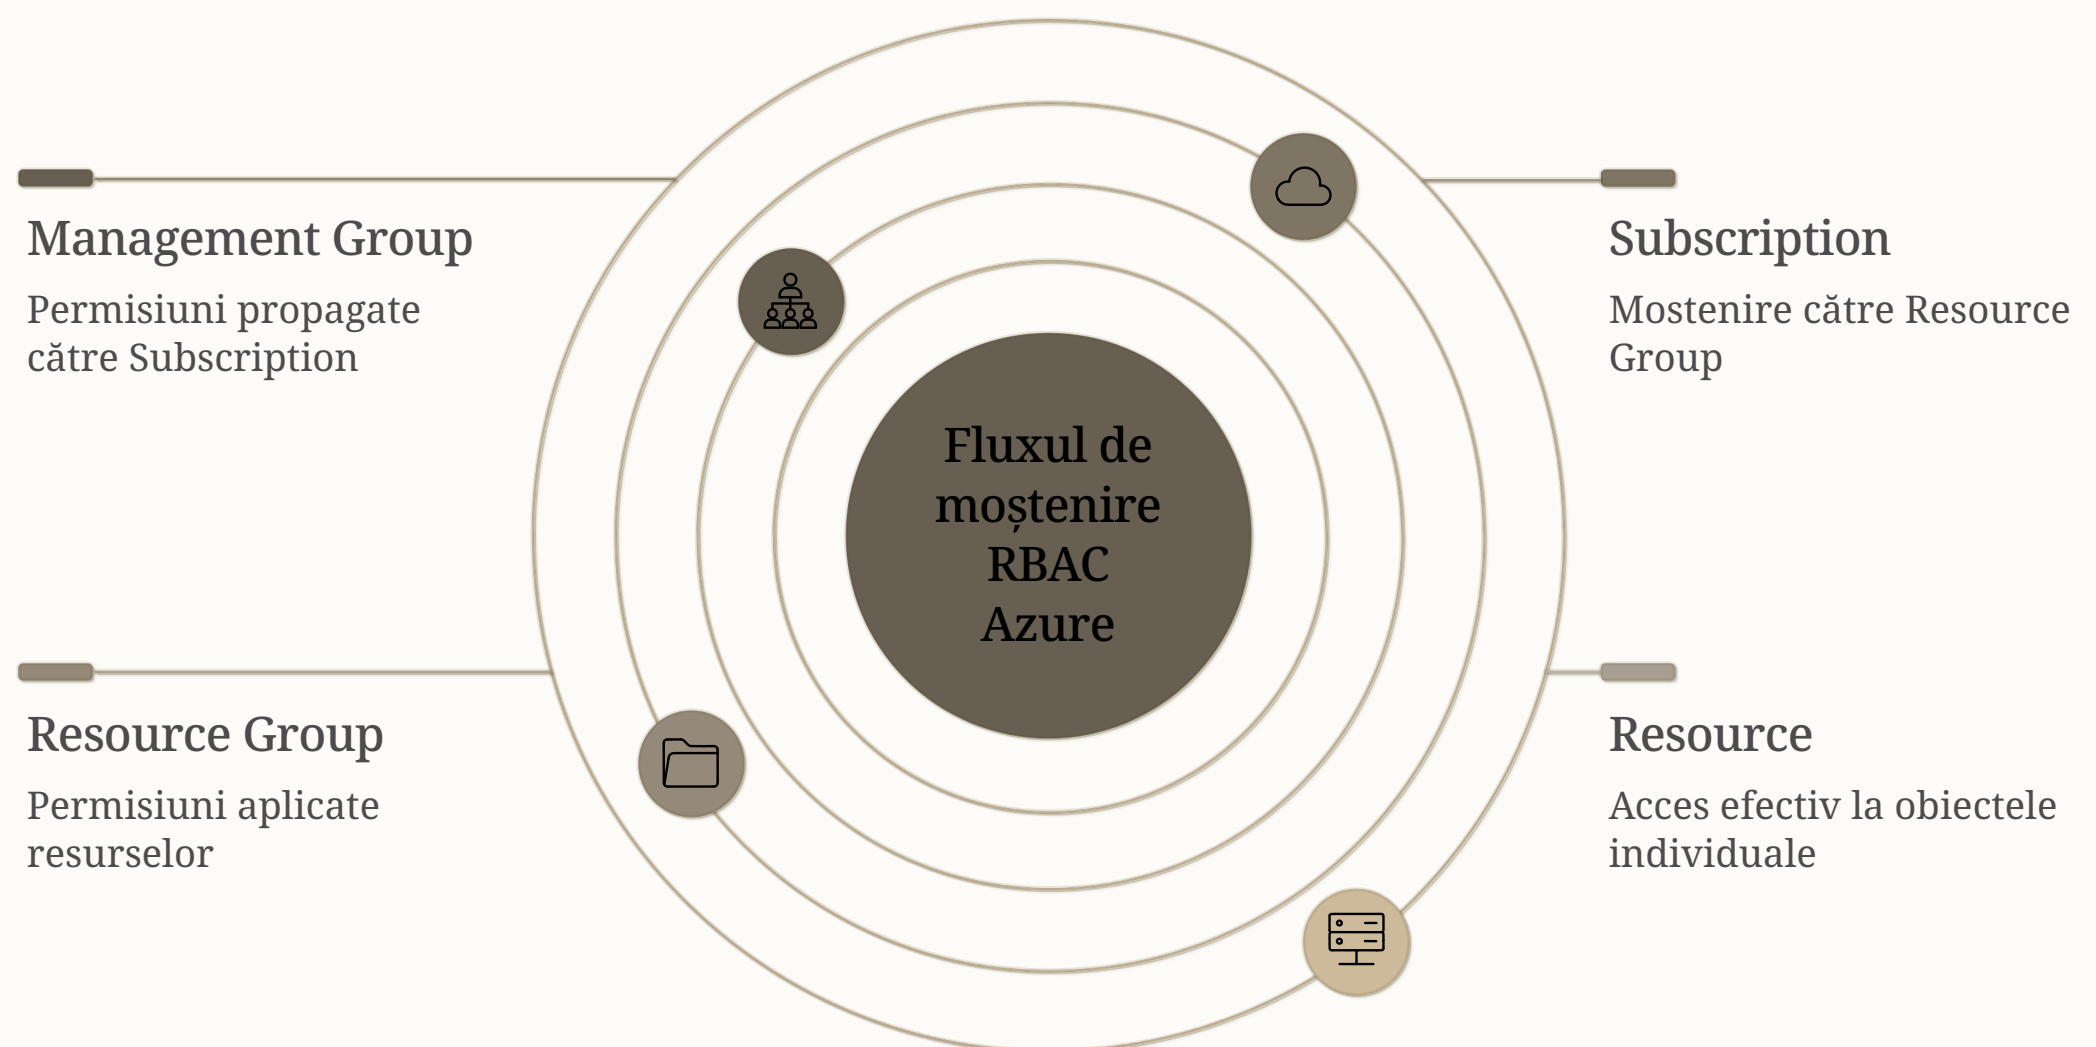 Management Group
Permisiuni propagate
către Subscription
Subscription
Mostenire către Resource
Group
Fluxul de
moștenire
RBAC
Azure
Resource Group
Permisiuni aplicate
resurselor
Resource
Acces efectiv la obiectele
individuale